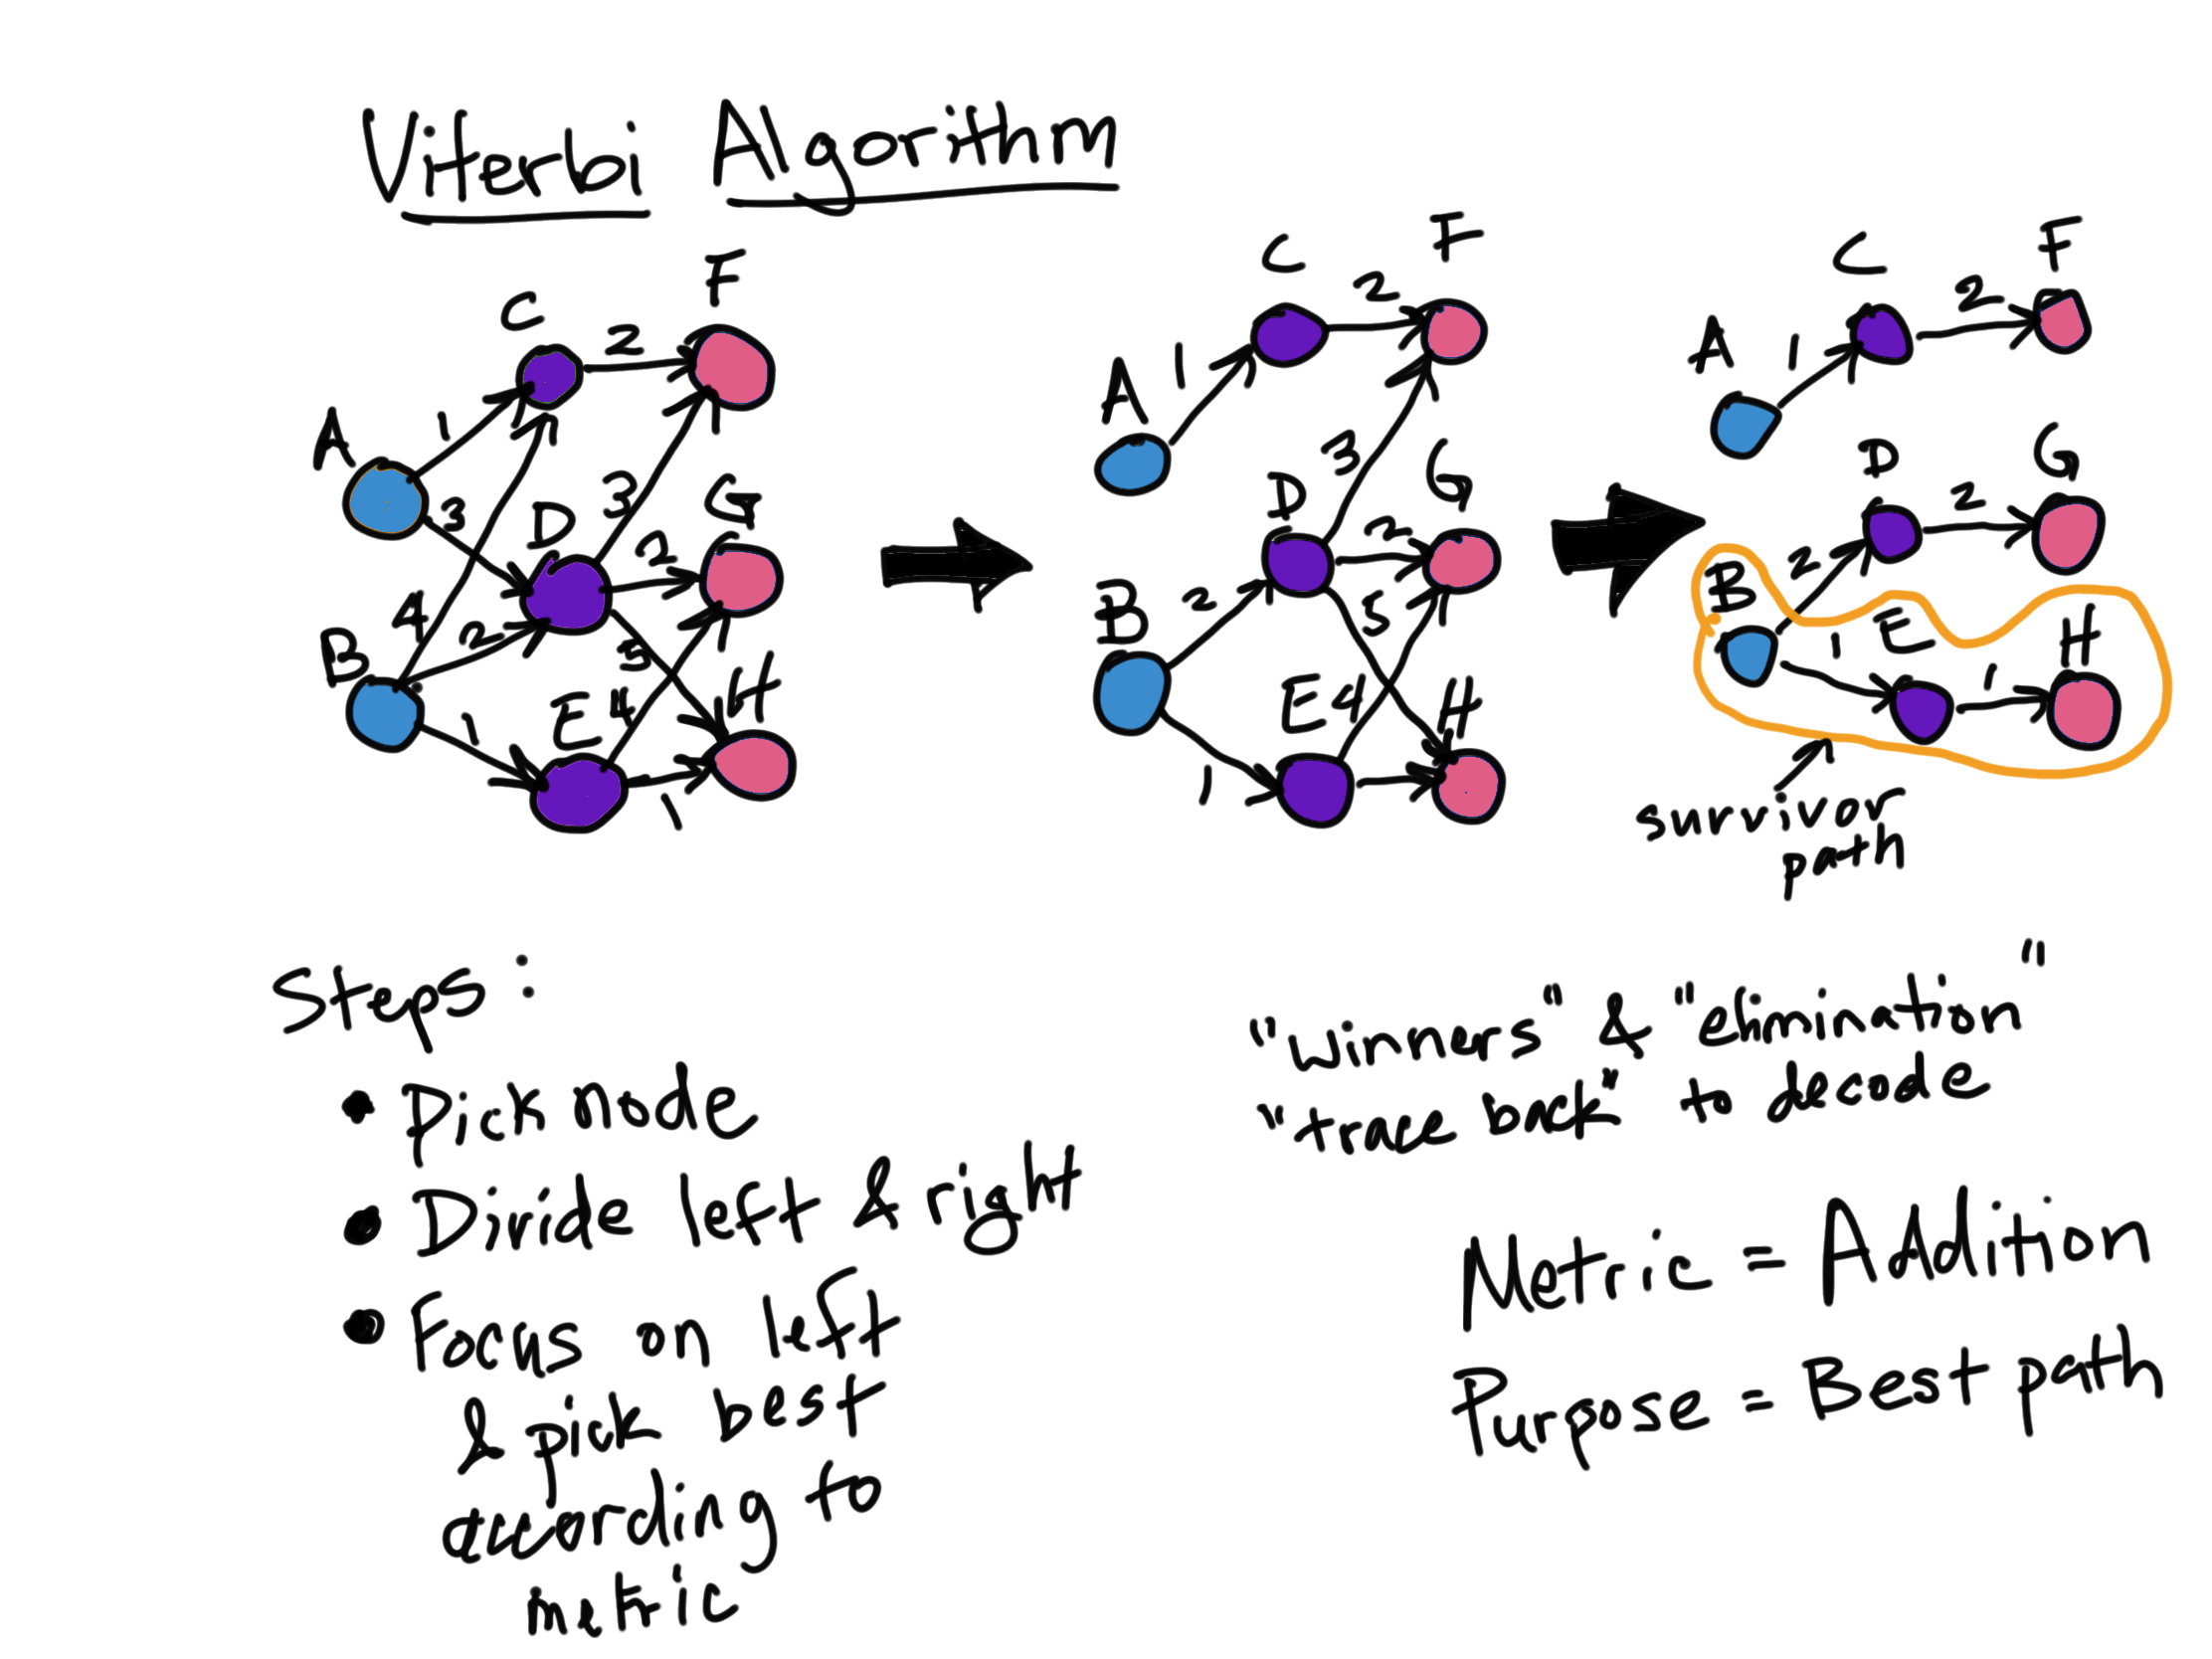 Viterbi Algorithm
A
B
C
D
E
F
G
H
1
3
4
2
1
2
3
2
5
4
1
A
B
C
D
E
F
G
H
1
2
1
2
3
2
5
4
A
B
C
D
E
F
G
H
1
2
2
2
1
1
survivor
path
Steps:
• Pick node
• Divide left & right
• Focus on left
& pick best
according to
metric
"winners" & "elimination"
"trace back" to decode
Metric = Addition
Purpose = Best path